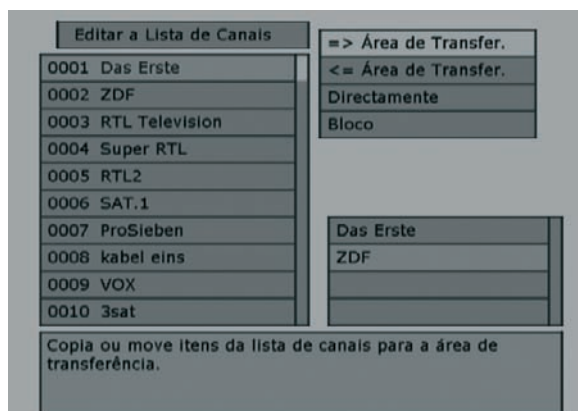 Editar a Lista de Canais
0001 Das Erste
0002 ZDF
0003 RTL Television
0004 Super RTL
0005 RTL2
0006 SAT.1
0007 ProSieben
0008 kabel eins
0009 VOX
0010 3sat
=> Área de Transfer.
<= Área de Transfer.
Directamente
Bloco
Das Erste
ZDF
Copia ou move itens da lista de canais para a área de
transferência.